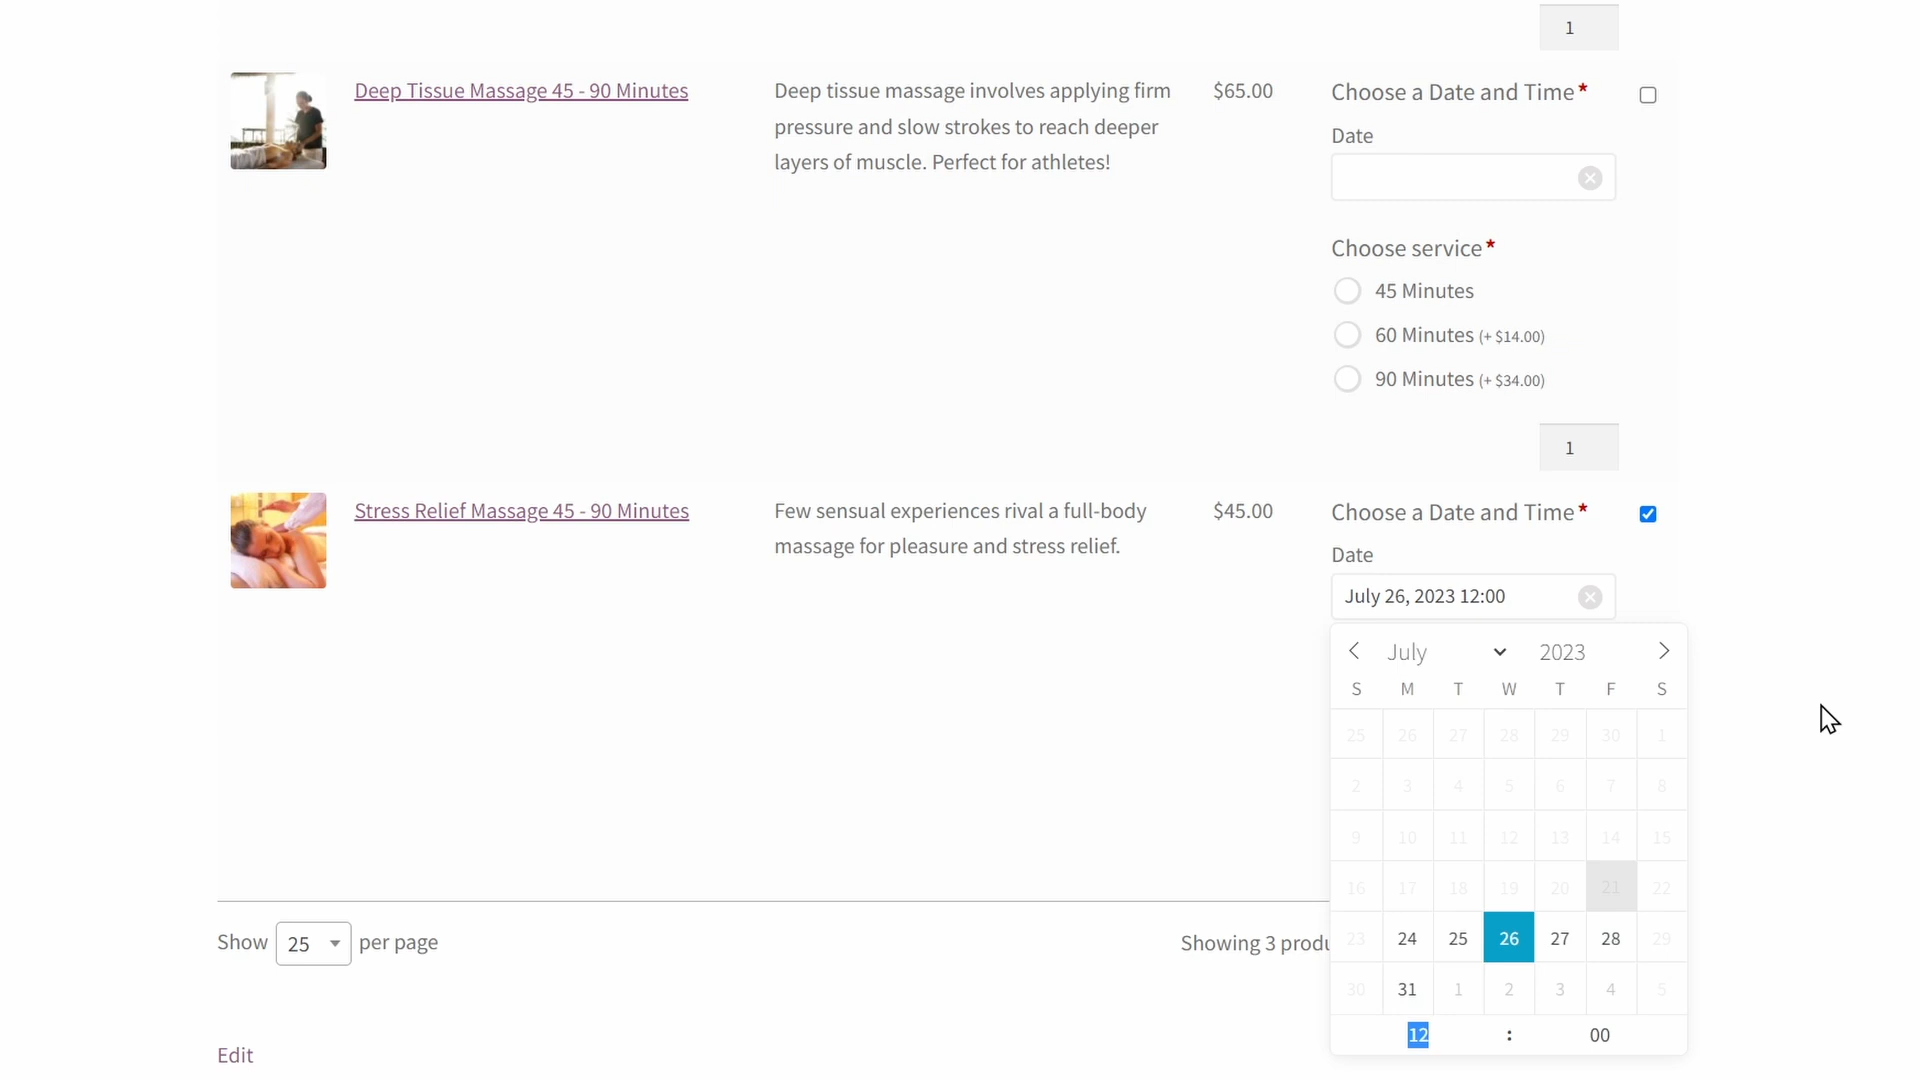 1
Deep Tissue Massage 45 - 90 Minutes
Deep tissue massage involves applying firm
pressure and slow strokes to reach deeper
layers of muscle. Perfect for athletes!
$65.00
Choose a Date and Time*
Date
Choose service*
45 Minutes
60 Minutes (+ $14.00)
90 Minutes (+ $34.00)
1
Stress Relief Massage 45 - 90 Minutes
Few sensual experiences rival a full-body
massage for pleasure and stress relief.
$45.00
Choose a Date and Time*
Date
July 26, 2023 12:00
July 2023
S M T W T F S
25 26 27 28 29 30 1
2 3 4 5 6 7 8
9 10 11 12 13 14 15
16 17 18 19 20 21 22
23 24 25 26 27 28 29
30 31 1 2 3 4 5
12 : 00
Show 25 per page
Showing 3 produ
Edit